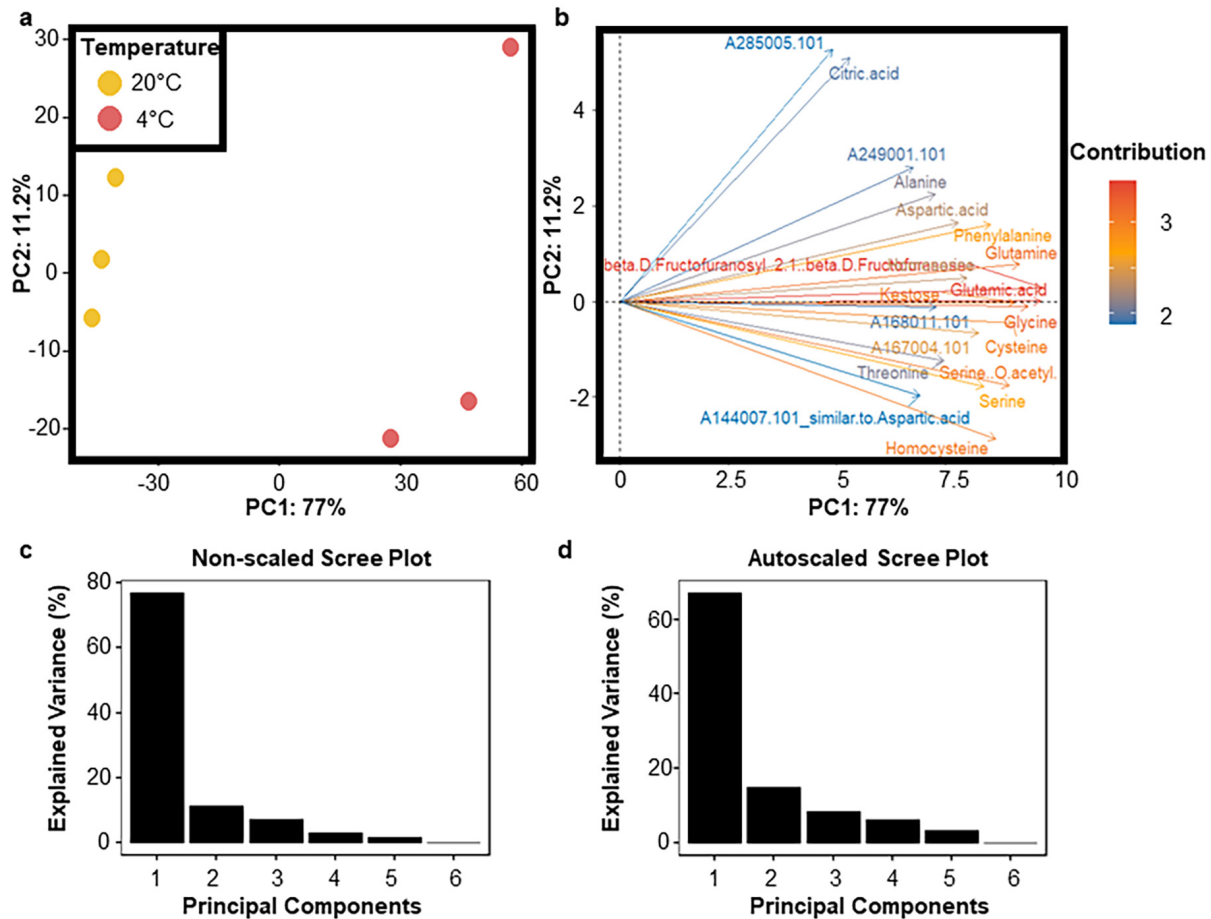 a
Temperature
20°C
4°C
30
20
10
0
-10
-20
PC2: 11.2%
-30
0
30
60
PC1: 77%
b
A285005.101
Citric.acid
A249001.101
Alanine
Aspartic.acid
Phenylalanine
Glutamine
beta.D.Fructofuranosyl..2.1..beta.D.Fructofuranose
Glutamic.acid
Kestose
A168011.101
Glycine
A167004.101
Cysteine
Threonine
Serine..O.acetyl.
Serine
A144007.101_similar.to.Aspartic.acid
Homocysteine
4
2
0
-2
PC2: 11.2%
0
2.5
5
7.5
10
PC1: 77%
Contribution
3
2
c
Non-scaled Scree Plot
80
60
40
20
0
Explained Variance (%)
1 2 3 4 5 6
Principal Components
d
Autoscaled Scree Plot
60
40
20
0
Explained Variance (%)
1 2 3 4 5 6
Principal Components